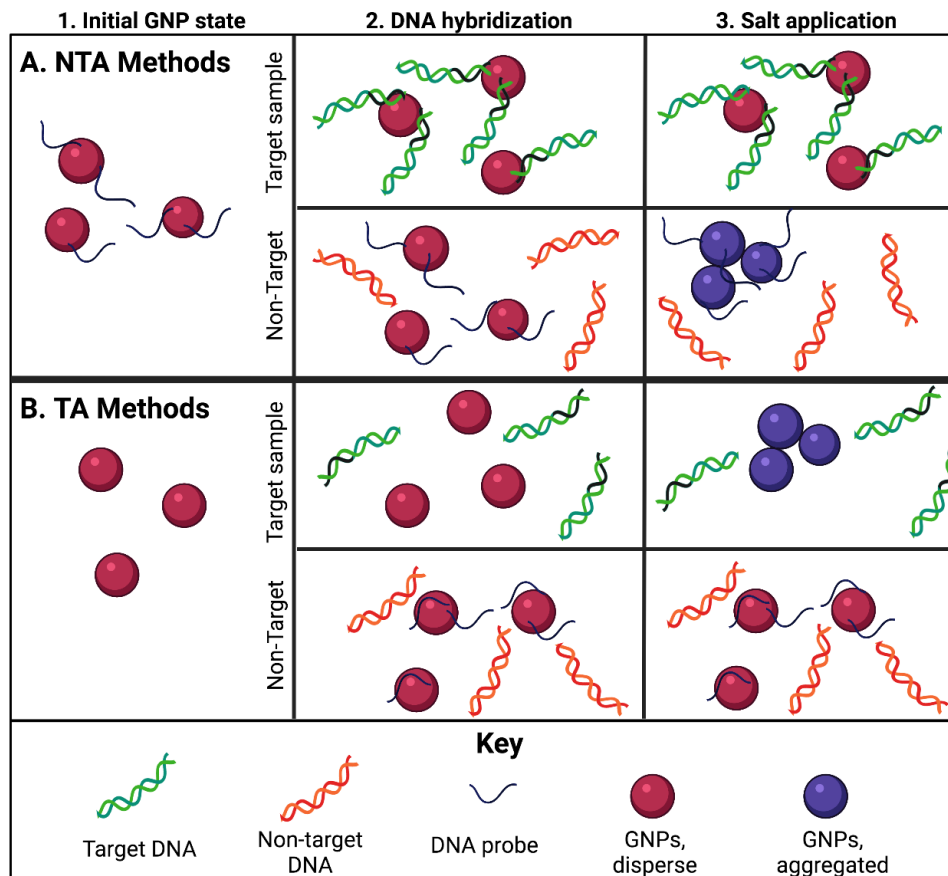 1. Initial GNP state
2. DNA hybridization
3. Salt application
A. NTA Methods
Target sample
Non-Target
B. TA Methods
Target sample
Non-Target
Key
Target DNA
Non-target
DNA
DNA probe
GNPs,
disperse
GNPs,
aggregated